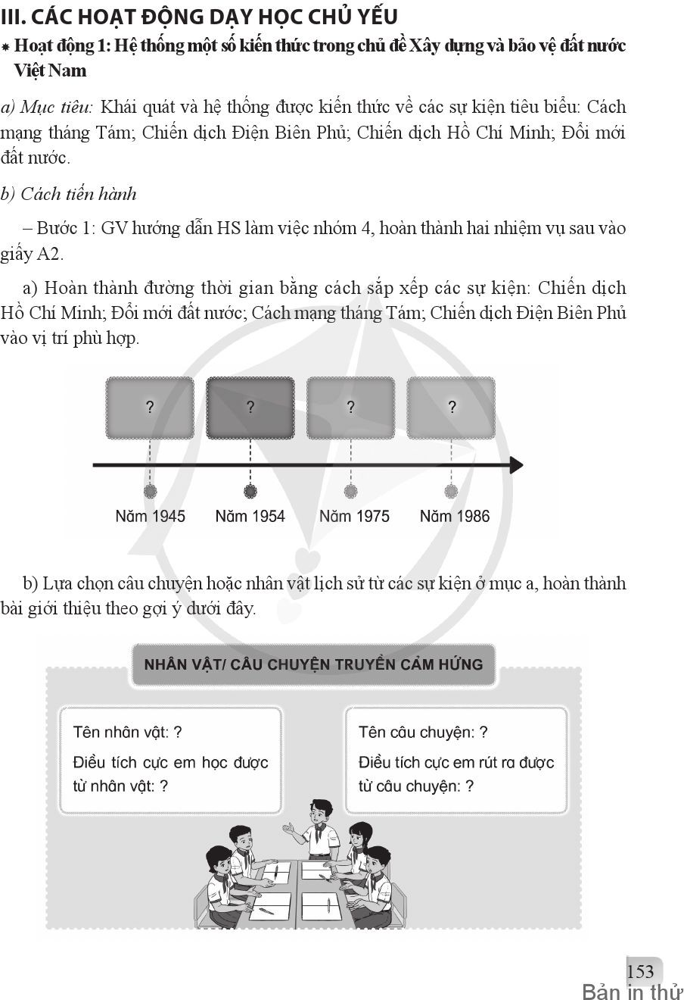 III. CÁC HOẠT ĐỘNG DẠY HỌC CHỦ YẾU
* Hoạt động 1: Hệ thống một số kiến thức trong chủ đề Xây dựng và bảo vệ đất nước
Việt Nam
a) Mục tiêu: Khái quát và hệ thống được kiến thức về các sự kiện tiêu biểu: Cách
mạng tháng Tám; Chiến dịch Điện Biên Phủ; Chiến dịch Hồ Chí Minh; Đổi mới
đất nước.
b) Cách tiến hành
– Bước 1: GV hướng dẫn HS làm việc nhóm 4, hoàn thành hai nhiệm vụ sau vào
giấy A2.
a) Hoàn thành đường thời gian bằng cách sắp xếp các sự kiện: Chiến dịch
Hồ Chí Minh; Đổi mới đất nước; Cách mạng tháng Tám; Chiến dịch Điện Biên Phủ
vào vị trí phù hợp.
? ? ? ?
Năm 1945 Năm 1954 Năm 1975 Năm 1986
b) Lựa chọn câu chuyện hoặc nhân vật lịch sử từ các sự kiện ở mục a, hoàn thành
bài giới thiệu theo gợi ý dưới đây.
NHÂN VẬT/ CÂU CHUYỆN TRUYỀN CẢM HỨNG
Tên nhân vật: ?
Điều tích cực em học được
từ nhân vật: ?
Tên câu chuyện: ?
Điều tích cực em rút ra được
từ câu chuyện: ?
153
Bản in thử